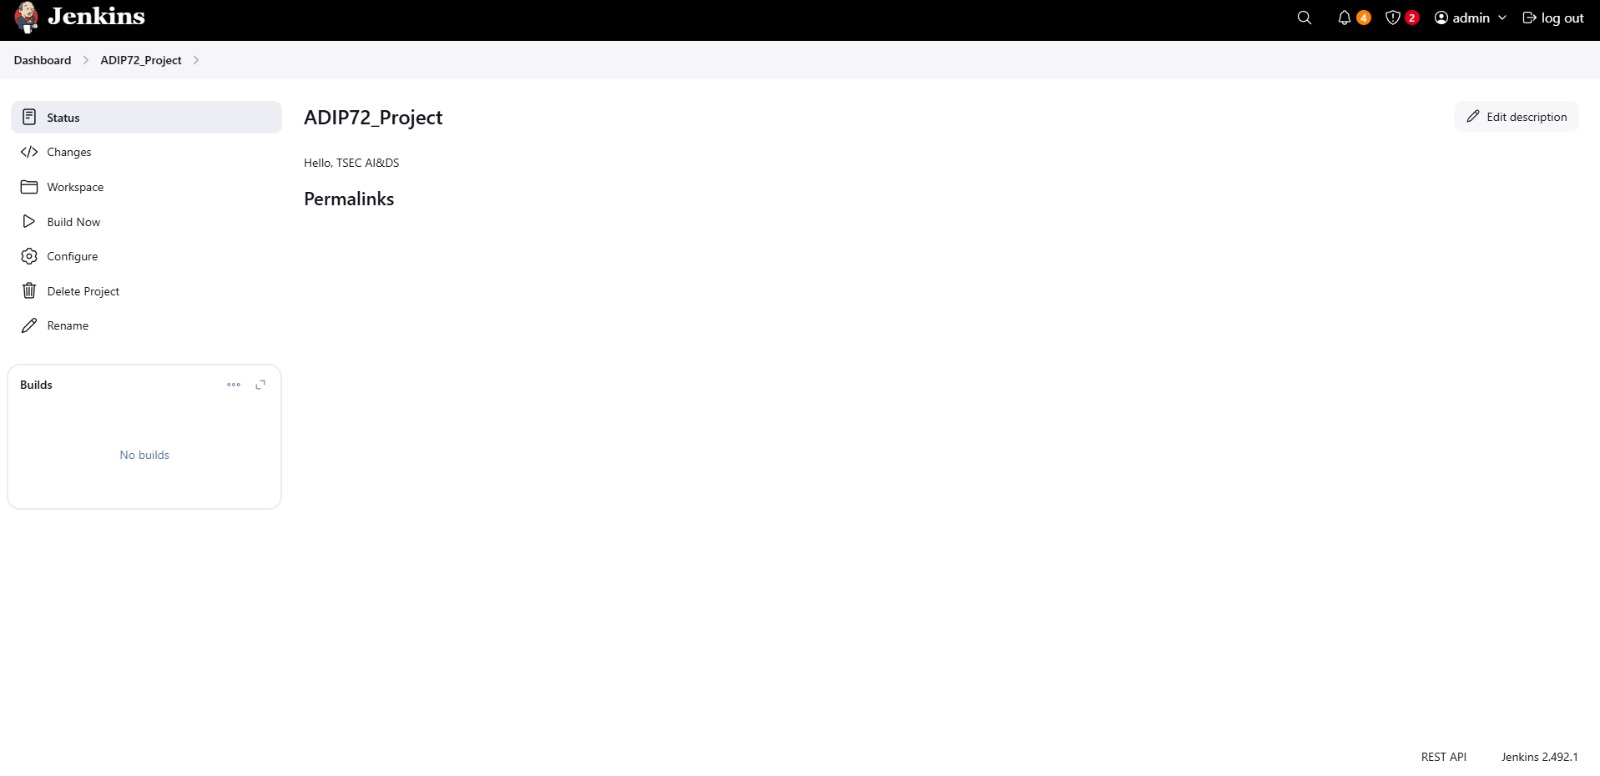 Jenkins
4
2
admin
log out
Dashboard
ADIP72_Project
Status
Changes
Workspace
Build Now
Configure
Delete Project
Rename
Builds
No builds
ADIP72_Project
Edit description
Hello, TSEC AI&DS
Permalinks
REST API
Jenkins 2.492.1